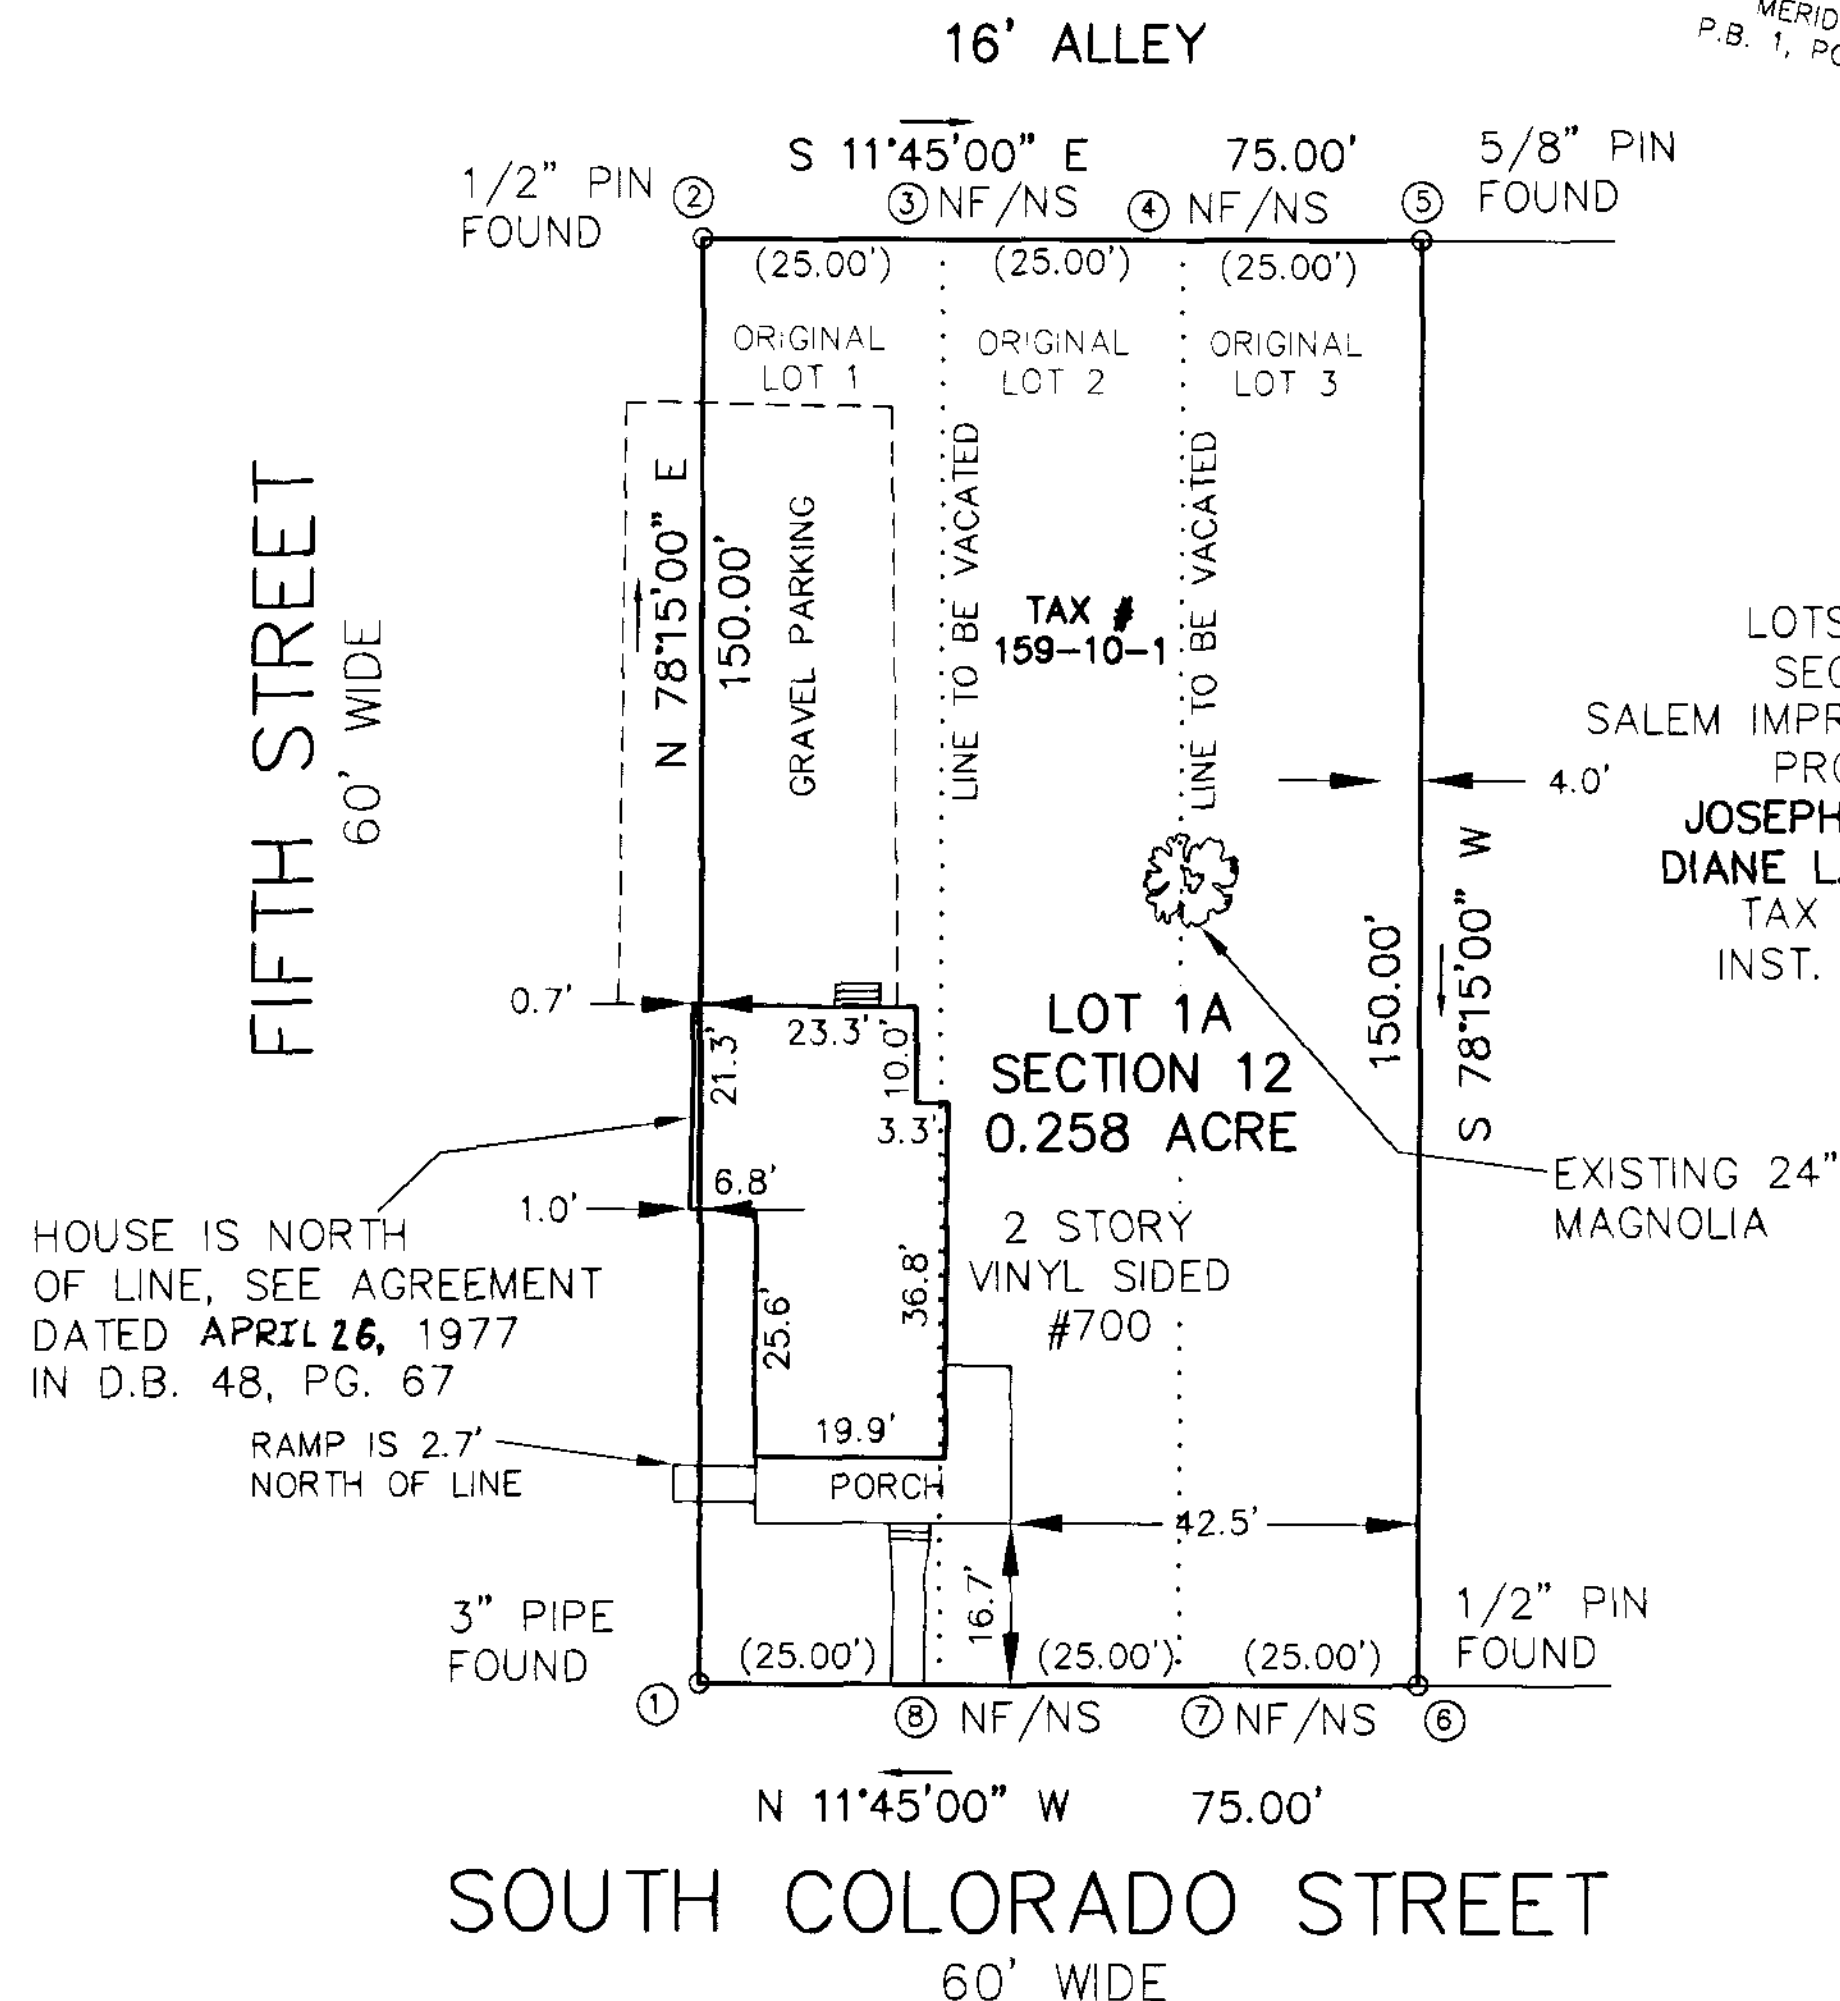 16' ALLEY
MERID
P.B. 1, PG
S 11°45'00" E 75.00'
1/2" PIN
FOUND
2
3 NF/NS
4 NF/NS
5
5/8" PIN
FOUND
(25.00') (25.00') (25.00')
ORIGINAL
LOT 1
ORIGINAL
LOT 2
ORIGINAL
LOT 3
FIFTH STREET
60' WIDE
N 78°15'00" E
150.00'
GRAVEL PARKING
LINE TO BE VACATED
LINE TO BE VACATED
TAX #
159-10-1
LOTS
SEC
SALEM IMPR
PRO
JOSEPH
DIANE L.
TAX
INST.
4.0'
150.00'
S 78°15'00" W
0.7'
23.3'
21.3'
10.0'
3.3'
LOT 1A
SECTION 12
0.258 ACRE
EXISTING 24"
MAGNOLIA
6.8'
1.0'
HOUSE IS NORTH
OF LINE, SEE AGREEMENT
DATED APRIL 26, 1977
IN D.B. 48, PG. 67
2 STORY
VINYL SIDED
#700
25.6'
36.8'
19.9'
RAMP IS 2.7'
NORTH OF LINE
PORCH
42.5'
16.7'
3" PIPE
FOUND
1/2" PIN
FOUND
(25.00') (25.00') (25.00')
1
8 NF/NS
7 NF/NS
6
N 11°45'00" W 75.00'
SOUTH COLORADO STREET
60' WIDE